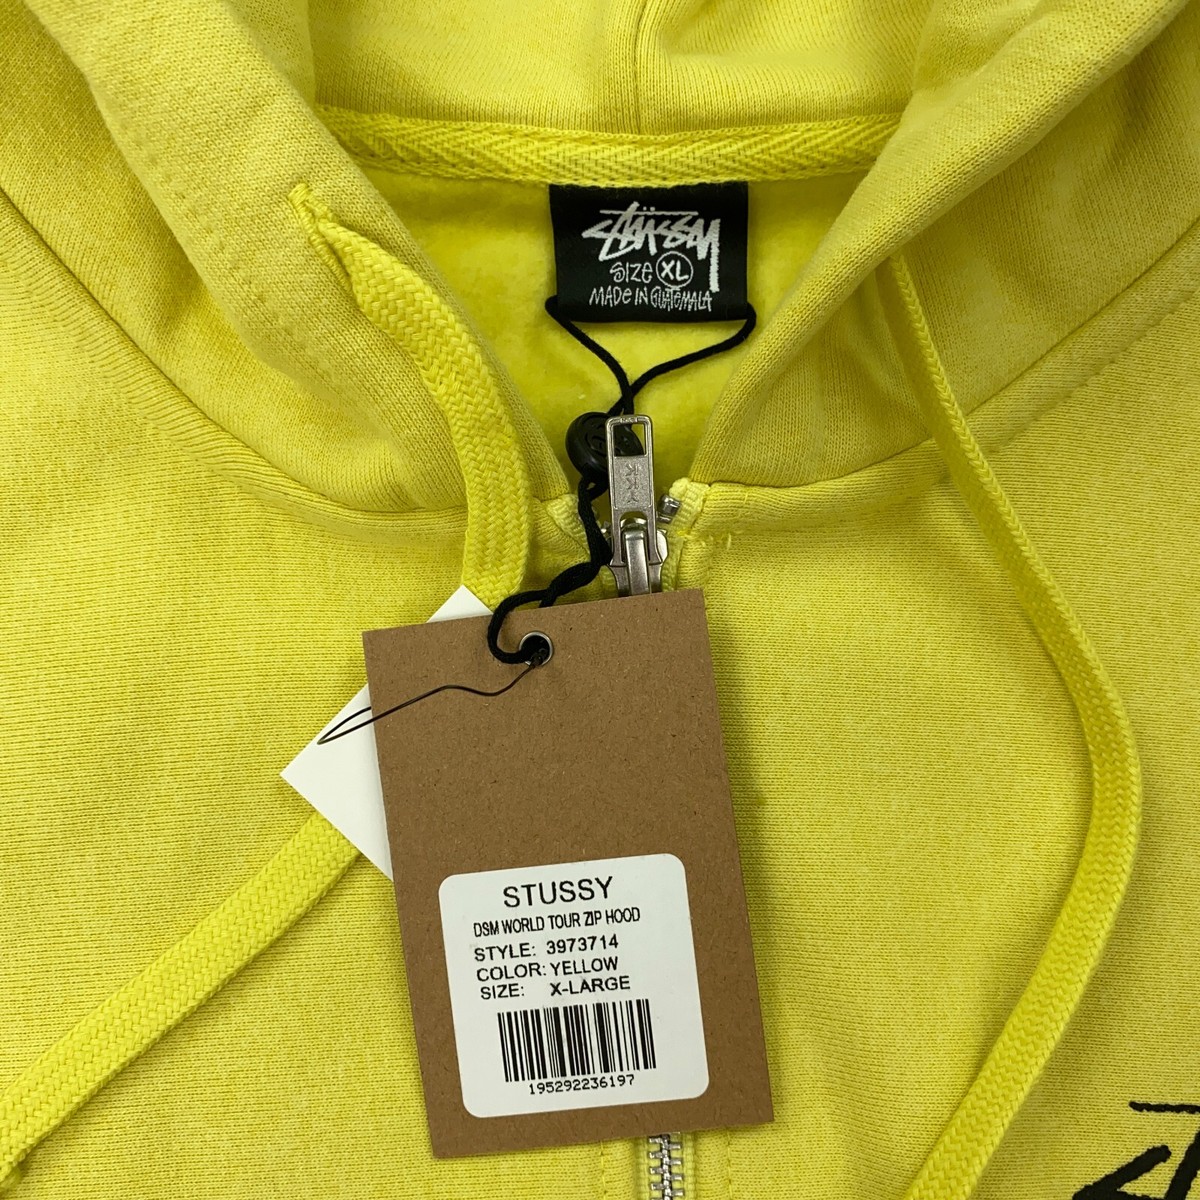 STÜSSY
SIZE XL
MADE IN GUATEMALA
YKK
STUSSY
DSM WORLD TOUR ZIP HOOD
STYLE: 3973714
COLOR: YELLOW
SIZE: X-LARGE
195292236197